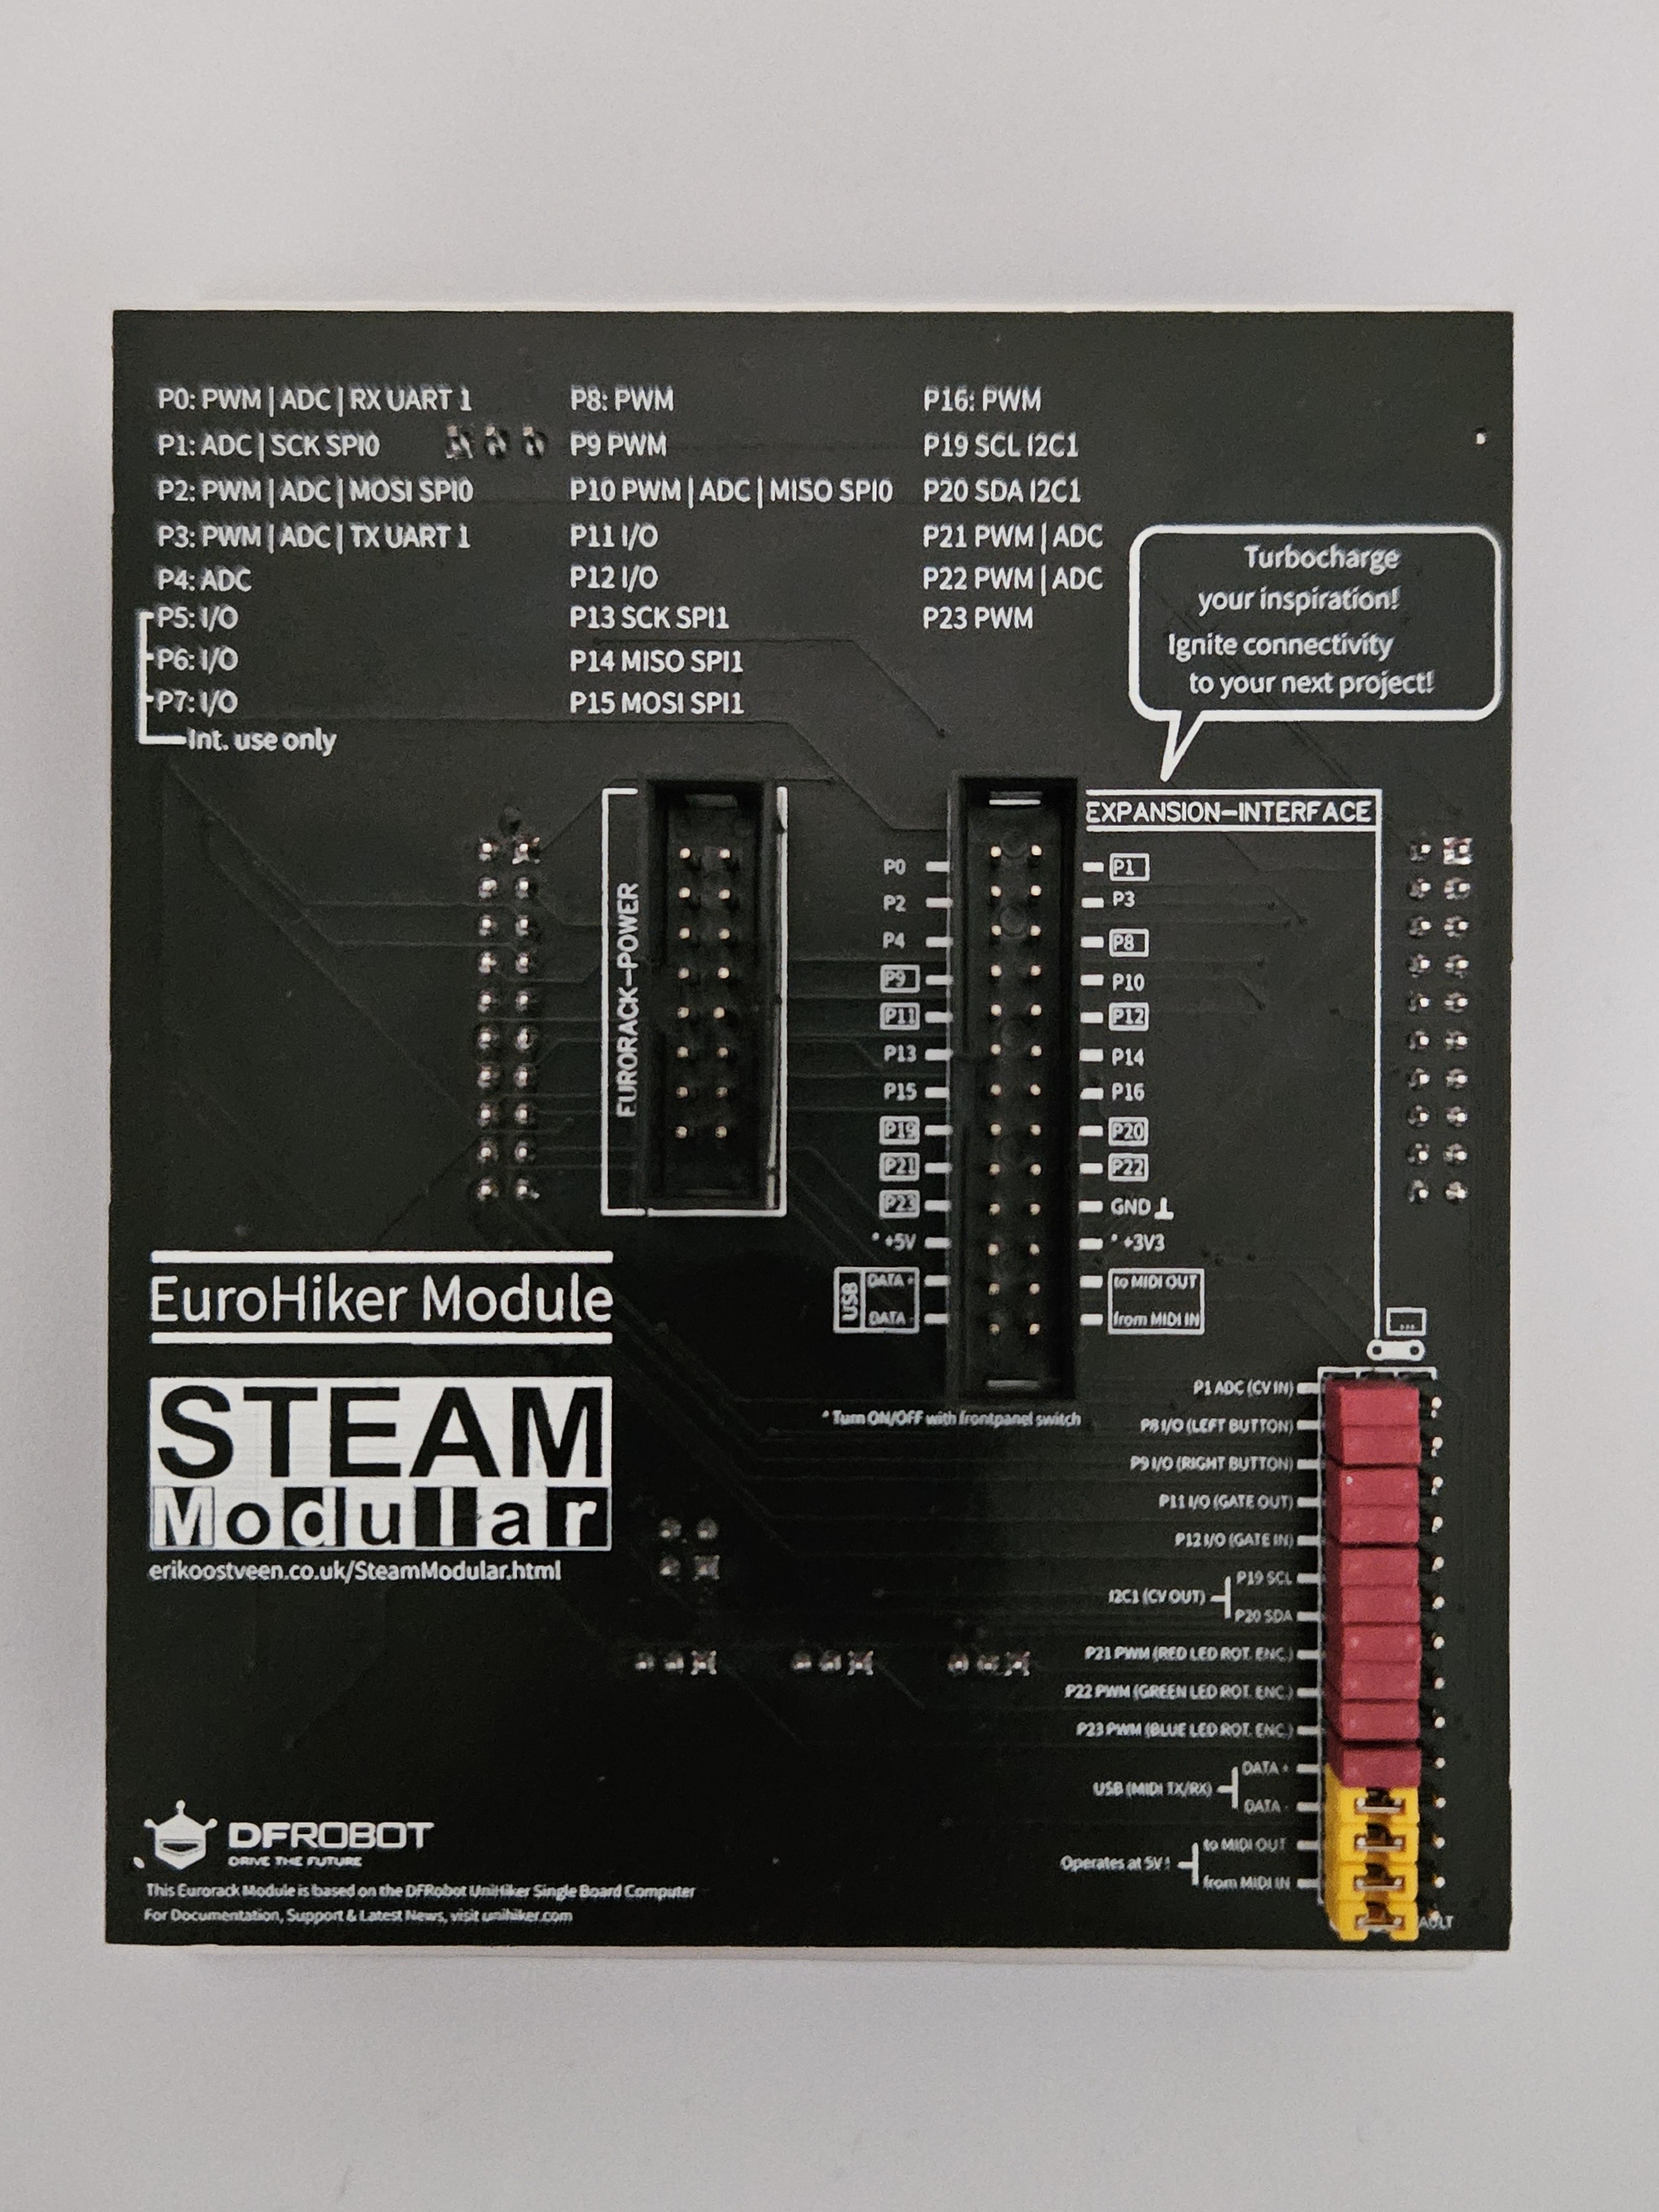 P0: PWM | ADC | RX UART 1
P1: ADC | SCK SPI0
P2: PWM | ADC | MOSI SPI0
P3: PWM | ADC | TX UART 1
P4: ADC
P5: I/O
P6: I/O
P7: I/O
Int. use only
P8: PWM
P9 PWM
P10 PWM | ADC | MISO SPI0
P11 I/O
P12 I/O
P13 SCK SPI1
P14 MISO SPI1
P15 MOSI SPI1
P16: PWM
P19 SCL I2C1
P20 SDA I2C1
P21 PWM | ADC
P22 PWM | ADC
P23 PWM
Turbocharge
your inspiration!
Ignite connectivity
to your next project!
EURORACK-POWER
EXPANSION-INTERFACE
P0 P1
P2 P3
P4 P8
P9 P10
P11 P12
P13 P14
P15 P16
P19 P20
P21 P22
P23 GND
* +5V * +3V3
USB DATA + to MIDI OUT
DATA - from MIDI IN
* Turn ON/OFF with frontpanel switch
EuroHiker Module
STEAM
Modular
erikoostveen.co.uk/SteamModular.html
P1 ADC (CV IN)
P8 I/O (LEFT BUTTON)
P9 I/O (RIGHT BUTTON)
P11 I/O (GATE OUT)
P12 I/O (GATE IN)
P19 SCL
I2C1 (CV OUT)
P20 SDA
P21 PWM (RED LED ROT. ENC.)
P22 PWM (GREEN LED ROT. ENC.)
P23 PWM (BLUE LED ROT. ENC.)
DATA +
USB (MIDI TX/RX)
DATA -
to MIDI OUT
Operates at 5V!
from MIDI IN
DFROBOT
DRIVE THE FUTURE
This Eurorack Module is based on the DFRobot UniHiker Single Board Computer
For Documentation, Support & Latest News, visit unihiker.com